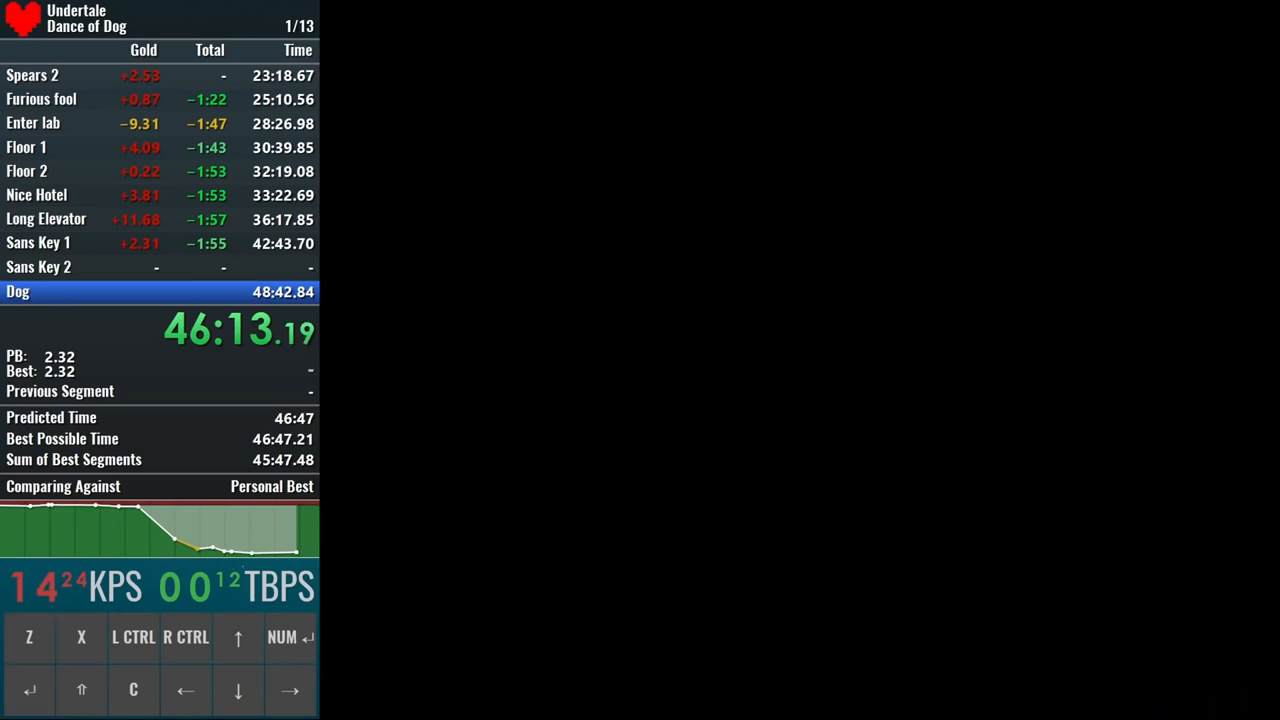 Undertale
Dance of Dog 1/13
Gold Total Time
Spears 2 +2.53 - 23:18.67
Furious fool +0.87 -1:22 25:10.56
Enter lab -9.31 -1:47 28:26.98
Floor 1 +4.09 -1:43 30:39.85
Floor 2 +0.22 -1:53 32:19.08
Nice Hotel +3.81 -1:53 33:22.69
Long Elevator +11.68 -1:57 36:17.85
Sans Key 1 +2.31 -1:55 42:43.70
Sans Key 2 - - -
Dog 48:42.84
46:13.19
PB: 2.32
Best: 2.32 -
Previous Segment -
Predicted Time 46:47
Best Possible Time 46:47.21
Sum of Best Segments 45:47.48
Comparing Against Personal Best
14 24 KPS 00 12 TBPS
Z X L CTRL R CTRL ↑ NUM ↵
↵ ⇧ C ← ↓ →